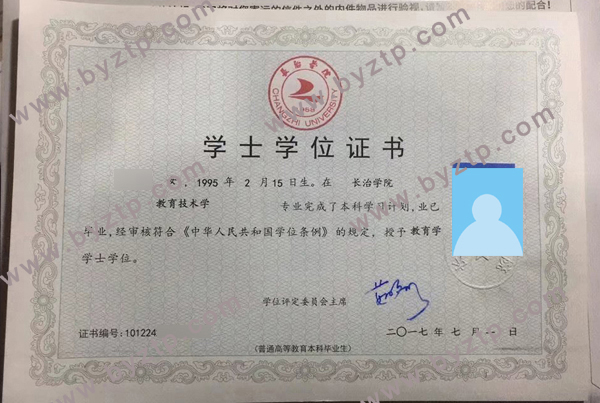 长治学院
CHANGZHI UNIVERSITY
1958
学士学位证书
女，1995 年 2 月 15 日生。在 长治学院
教育技术学 专业完成了本科学习计划，业已
毕业，经审核符合《中华人民共和国学位条例》的规定，授予 教育学
学士学位。
学位评定委员会主席
证书编号：101224
二〇一七年 七 月 一 日
（普通高等教育本科毕业生）
www.byztp.com